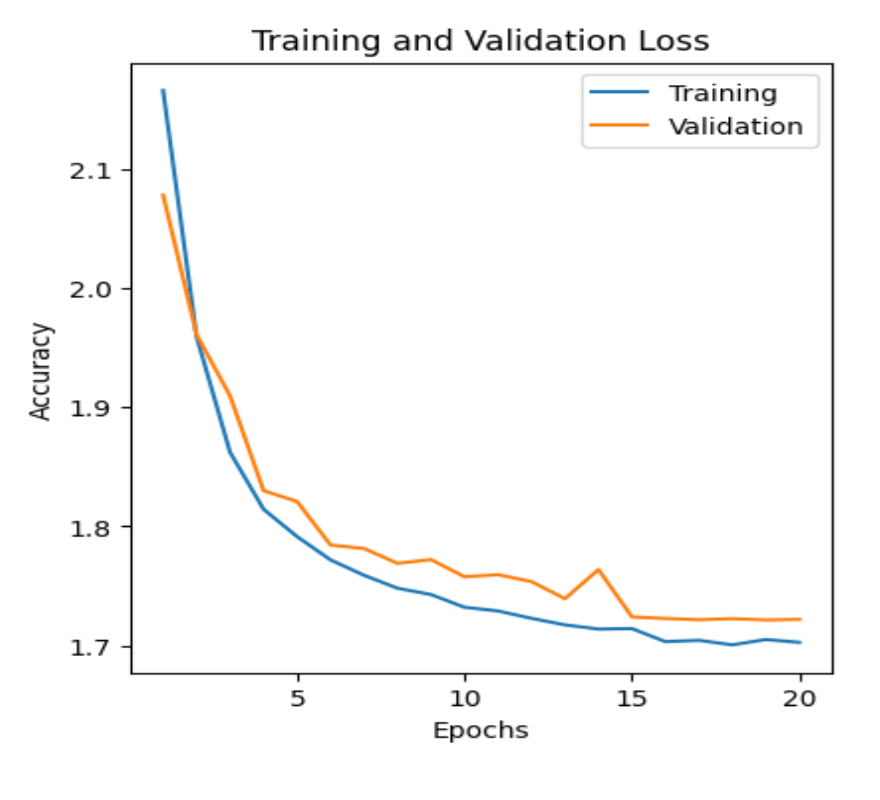 Training and Validation Loss
Training
Validation
2.1
2.0
1.9
1.8
1.7
Accuracy
5 10 15 20
Epochs